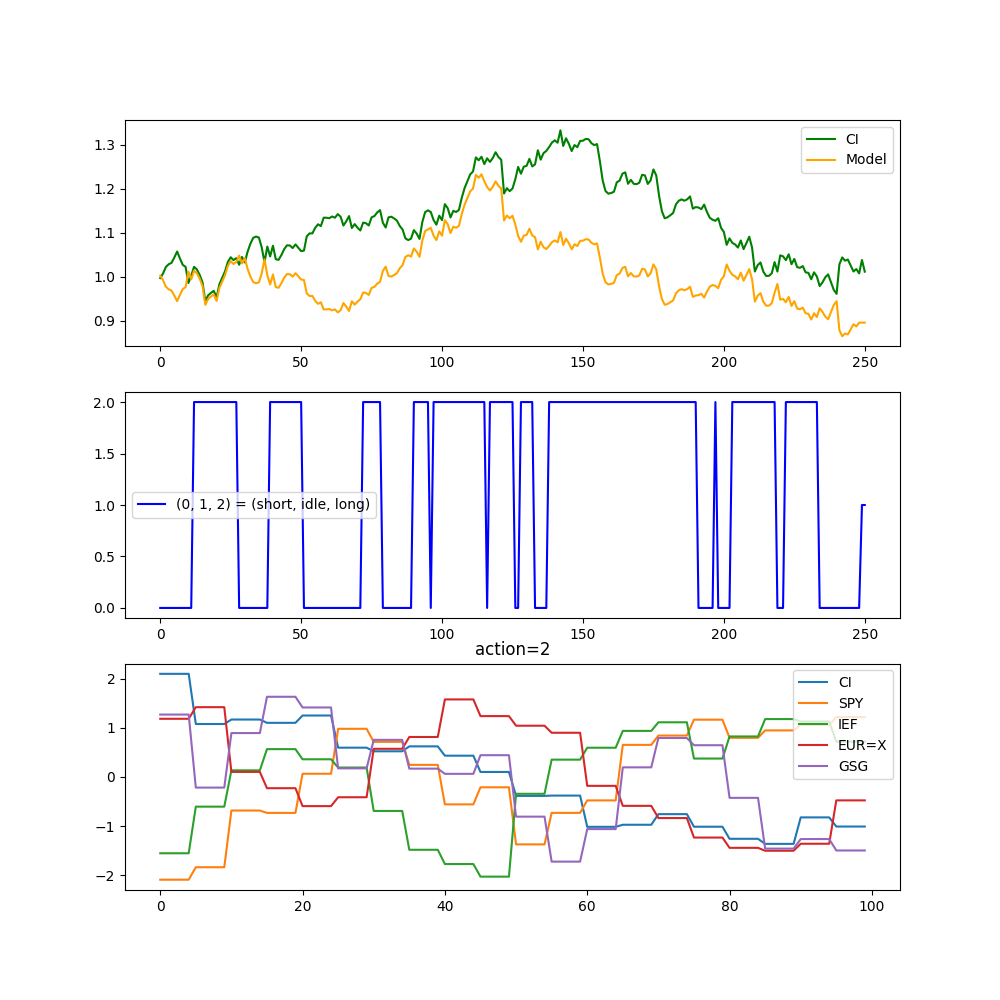 1.3
1.2
1.1
1.0
0.9
CI
Model
0 50 100 150 200 250
2.0
1.5
1.0
0.5
0.0
(0, 1, 2) = (short, idle, long)
0 50 100 150 200 250
action=2
2
1
0
−1
−2
CI
SPY
IEF
EUR=X
GSG
0 20 40 60 80 100